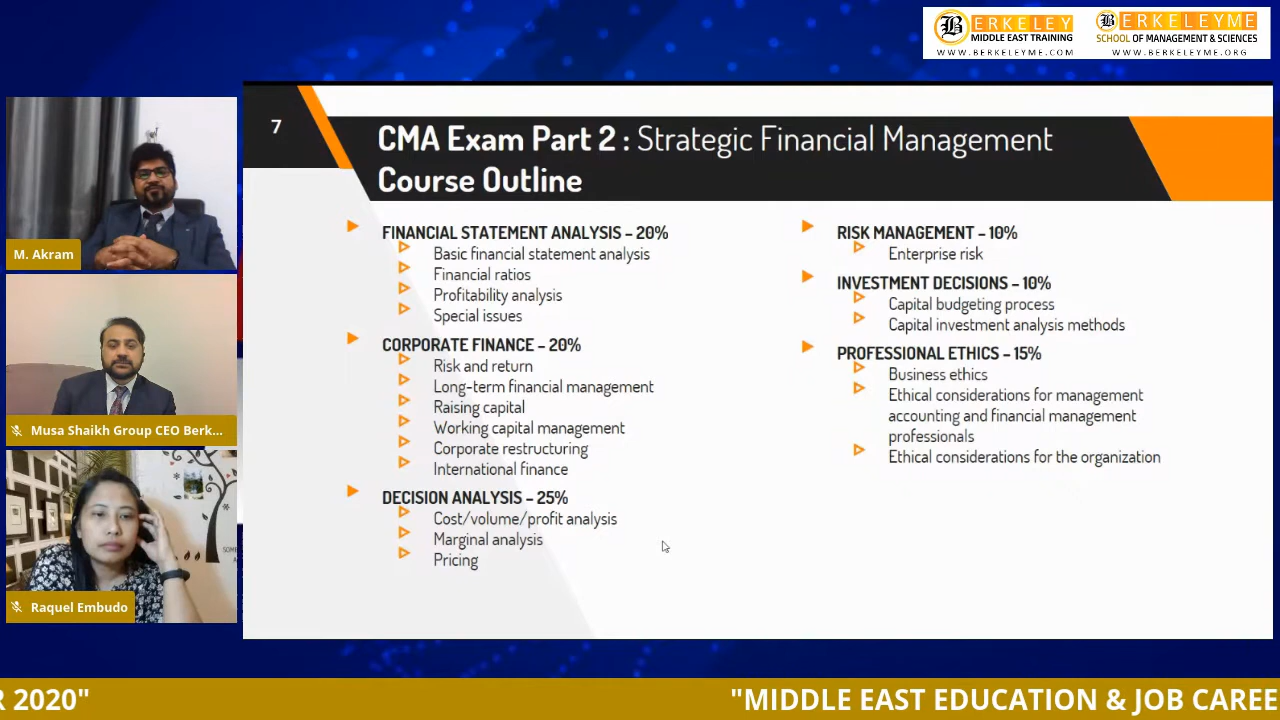 BERKELEY
MIDDLE EAST TRAINING
WWW.BERKELEYME.COM
BERKELEYME
SCHOOL OF MANAGEMENT & SCIENCES
WWW.BERKELEYME.ORG
M. Akram
Musa Shaikh Group CEO Berk...
Raquel Embudo
7
CMA Exam Part 2 : Strategic Financial Management
Course Outline
FINANCIAL STATEMENT ANALYSIS – 20%
Basic financial statement analysis
Financial ratios
Profitability analysis
Special issues
CORPORATE FINANCE – 20%
Risk and return
Long-term financial management
Raising capital
Working capital management
Corporate restructuring
International finance
DECISION ANALYSIS – 25%
Cost/volume/profit analysis
Marginal analysis
Pricing
RISK MANAGEMENT – 10%
Enterprise risk
INVESTMENT DECISIONS – 10%
Capital budgeting process
Capital investment analysis methods
PROFESSIONAL ETHICS – 15%
Business ethics
Ethical considerations for management
accounting and financial management
professionals
Ethical considerations for the organization
R 2020" "MIDDLE EAST EDUCATION & JOB CAREE